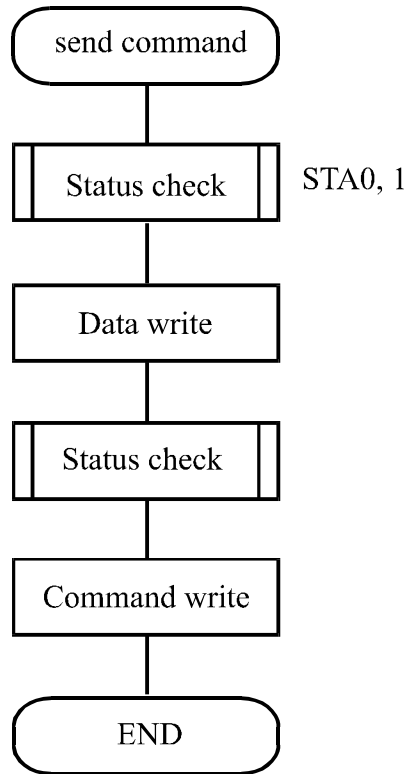 send command
Status check
STA0, 1
Data write
Status check
Command write
END